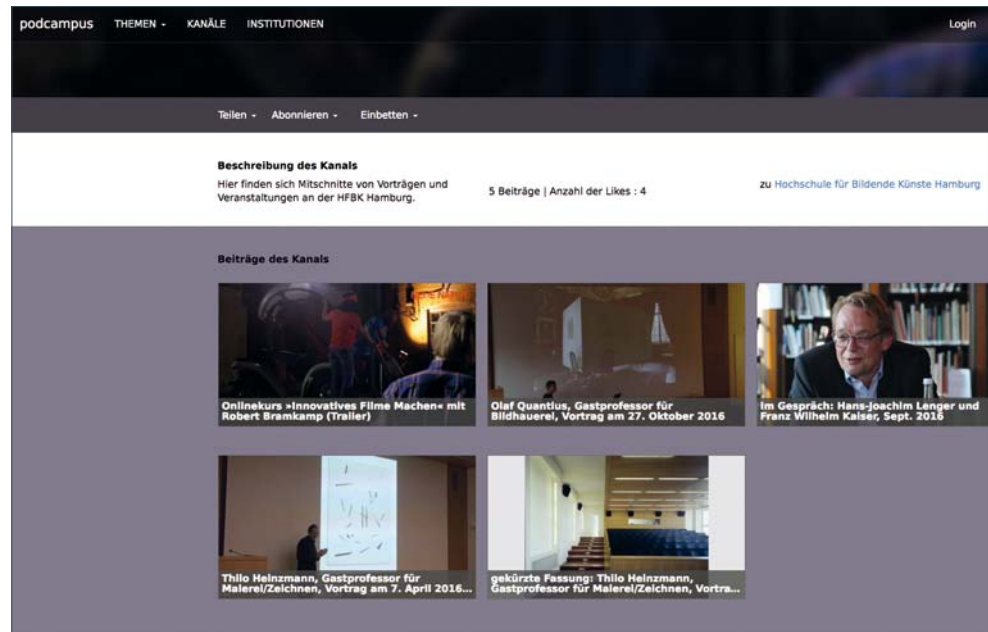 podcampus THEMEN KANÄLE INSTITUTIONEN Login
Teilen Abonnieren Einbetten
Beschreibung des Kanals
Hier finden sich Mitschnitte von Vorträgen und
Veranstaltungen an der HFBK Hamburg.
5 Beiträge | Anzahl der Likes : 4
zu Hochschule für Bildende Künste Hamburg
Beiträge des Kanals
Onlinekurs »Innovatives Filme Machen« mit
Robert Bramkamp (Trailer)
Olaf Quantius, Gastprofessor für
Bildhauerei, Vortrag am 27. Oktober 2016
Im Gespräch: Hans-Joachim Lenger und
Franz Wilhelm Kaiser, Sept. 2016
Thilo Heinzmann, Gastprofessor für
Malerei/Zeichnen, Vortrag am 7. April 2016...
gekürzte Fassung: Thilo Heinzmann,
Gastprofessor für Malerei/Zeichnen, Vortra...